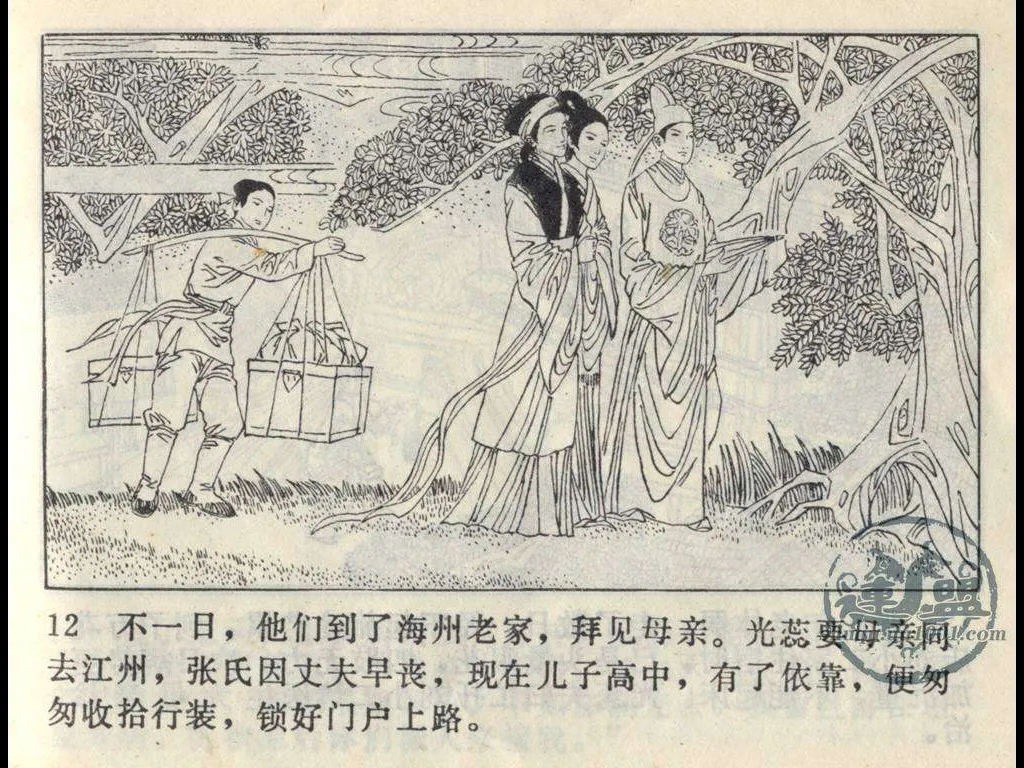 12 不一日，他们到了海州老家，拜见母亲。光蕊要母亲同
去江州，张氏因丈夫早丧，现在儿子高中，有了依靠，便匆
匆收拾行装，锁好门户上路。
連盟